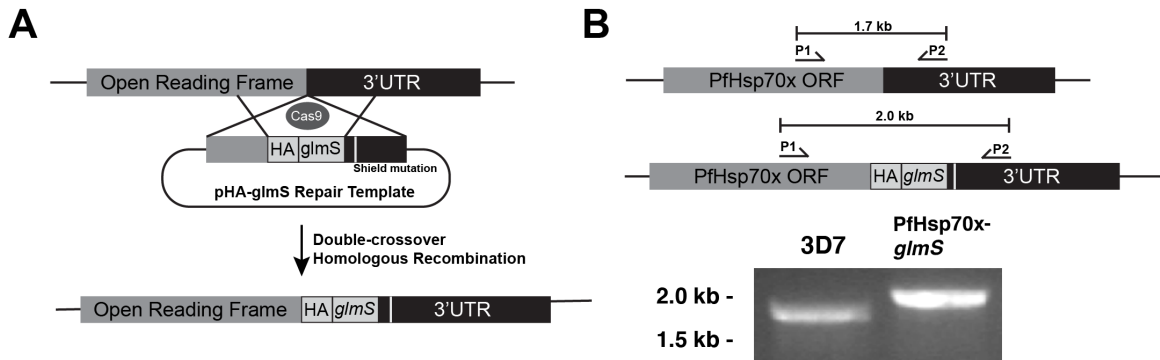 A
Open Reading Frame 3’UTR
Cas9
HA glmS
Shield mutation
pHA-glmS Repair Template
Double-crossover
Homologous Recombination
Open Reading Frame HA glmS 3’UTR
B
1.7 kb
P1 P2
PfHsp70x ORF 3’UTR
2.0 kb
P1 P2
PfHsp70x ORF HA glmS 3’UTR
3D7
PfHsp70x-
glmS
2.0 kb -
1.5 kb -